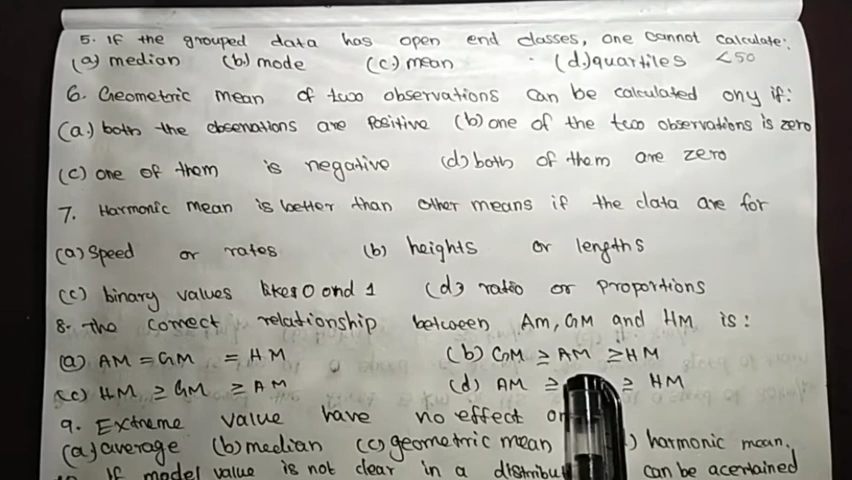 5. If the grouped data has open end classes, one cannot calculate:
(a) median (b) mode (c) mean (d) quartiles <50
6. Geometric mean of two observations can be calculated ony if:
(a.) both the observations are Positive (b) one of the two observations is zero
(c) one of them is negative (d) both of them are zero
7. Harmonic mean is better than other means if the data are for
(a) speed or rates (b) heights or lengths
(c) binary values likes 0 and 1 (d) ratio or proportions
8. The correct relationship between Am, GM and HM is:
(a) AM = GM = HM (b) GM ≥ AM ≥ HM
(c) HM ≥ GM ≥ AM (d) AM ≥ ≥ HM
9. Extreme value have no effect on
(a) average (b) median (c) geometric mean ) harmonic mean.
10. If model value is not clear in a distribu can be acertained